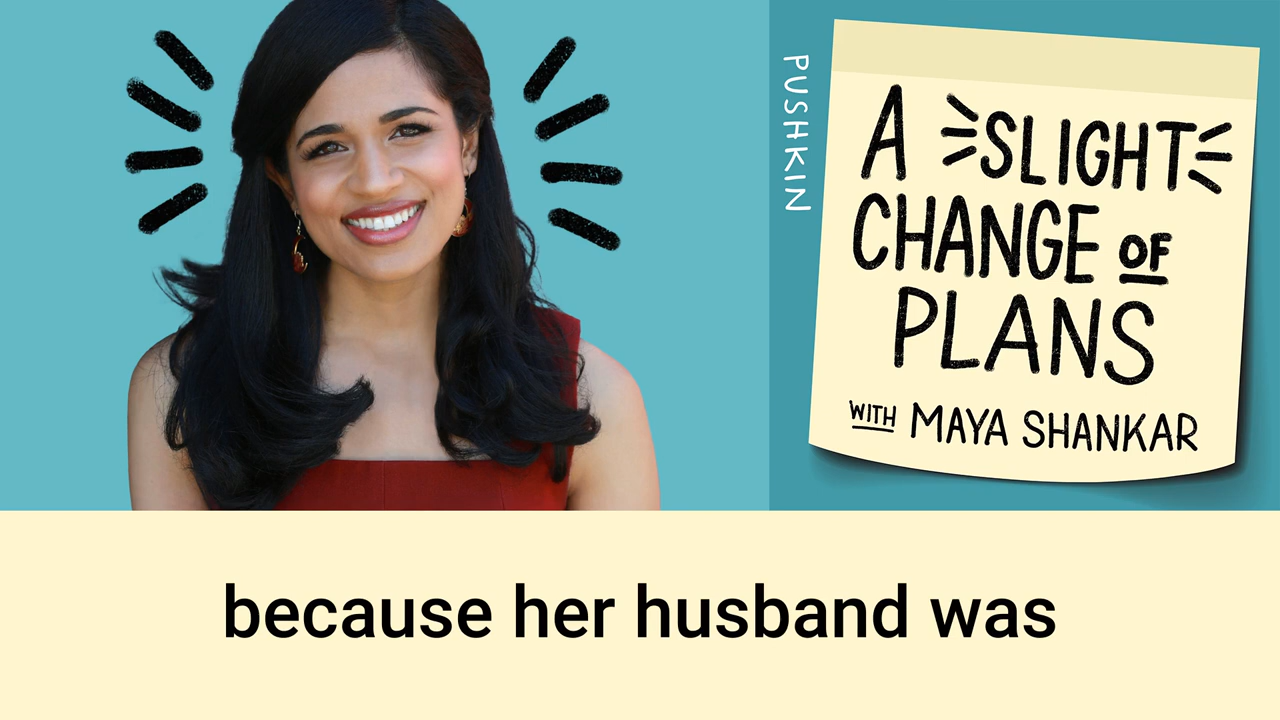 PUSHKIN
A SLIGHT
CHANGE OF
PLANS
WITH MAYA SHANKAR
because her husband was